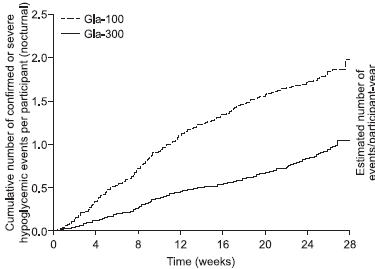 Cumulative number of confirmed or severe
hypoglycemic events per participant (nocturnal)
2.5
2.0
1.5
1.0
0.5
0.0
Gla-100
Gla-300
0
4
8
12
16
20
24
28
Time (weeks)
Estimated number of
events/participant-year